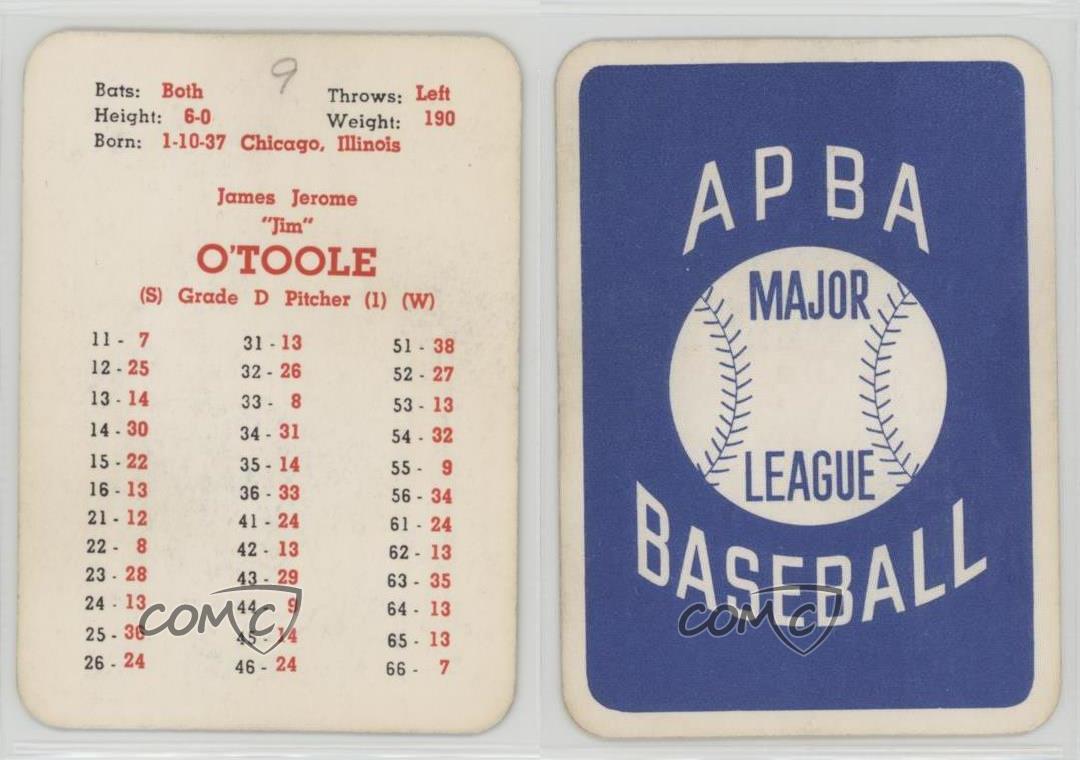 9
Bats: Both Throws: Left
Height: 6-0 Weight: 190
Born: 1-10-37 Chicago, Illinois
James Jerome
"Jim"
O'TOOLE
(S) Grade D Pitcher (1) (W)
11 - 7 31 - 13 51 - 38
12 - 25 32 - 26 52 - 27
13 - 14 33 - 8 53 - 13
14 - 30 34 - 31 54 - 32
15 - 22 35 - 14 55 - 9
16 - 13 36 - 33 56 - 34
21 - 12 41 - 24 61 - 24
22 - 8 42 - 13 62 - 13
23 - 28 43 - 29 63 - 35
24 - 13 44 - 9 64 - 13
25 - 36 45 - 14 65 - 13
26 - 24 46 - 24 66 - 7
COMC
APBA
MAJOR
LEAGUE
BASEBALL
COMC